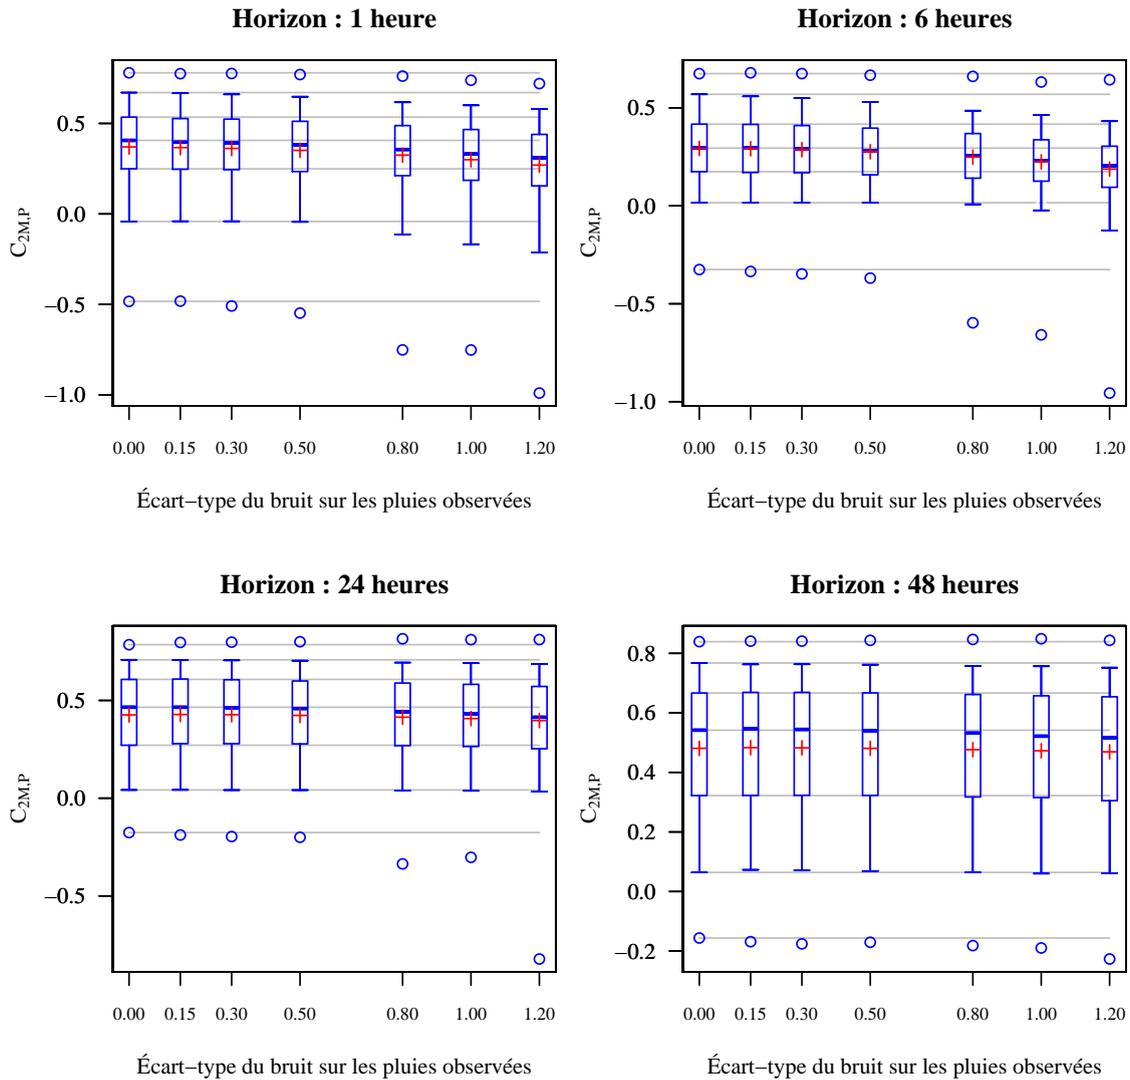 Horizon : 1 heure
C2M,P
0.5
0.0
−0.5
−1.0
0.00 0.15 0.30 0.50 0.80 1.00 1.20
Écart−type du bruit sur les pluies observées
Horizon : 6 heures
C2M,P
0.5
0.0
−0.5
−1.0
0.00 0.15 0.30 0.50 0.80 1.00 1.20
Écart−type du bruit sur les pluies observées
Horizon : 24 heures
C2M,P
0.5
0.0
−0.5
0.00 0.15 0.30 0.50 0.80 1.00 1.20
Écart−type du bruit sur les pluies observées
Horizon : 48 heures
C2M,P
0.8
0.6
0.4
0.2
0.0
−0.2
0.00 0.15 0.30 0.50 0.80 1.00 1.20
Écart−type du bruit sur les pluies observées